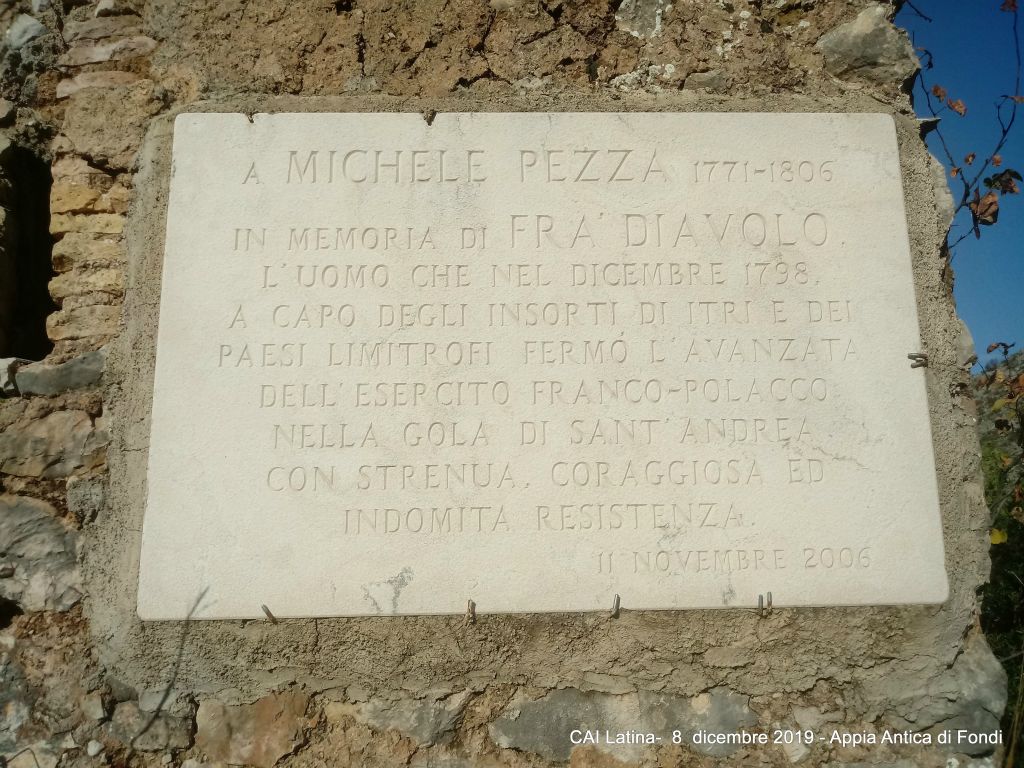 A MICHELE PEZZA 1771-1806
IN MEMORIA DI FRA' DIAVOLO,
L'UOMO CHE NEL DICEMBRE 1798,
A CAPO DEGLI INSORTI DI ITRI E DEI
PAESI LIMITROFI FERMÓ L'AVANZATA
DELL'ESERCITO FRANCO-POLACCO
NELLA GOLA DI SANT'ANDREA
CON STRENUA, CORAGGIOSA ED
INDOMITA RESISTENZA.
11 NOVEMBRE 2006
CAI Latina- 8 dicembre 2019 - Appia Antica di Fondi